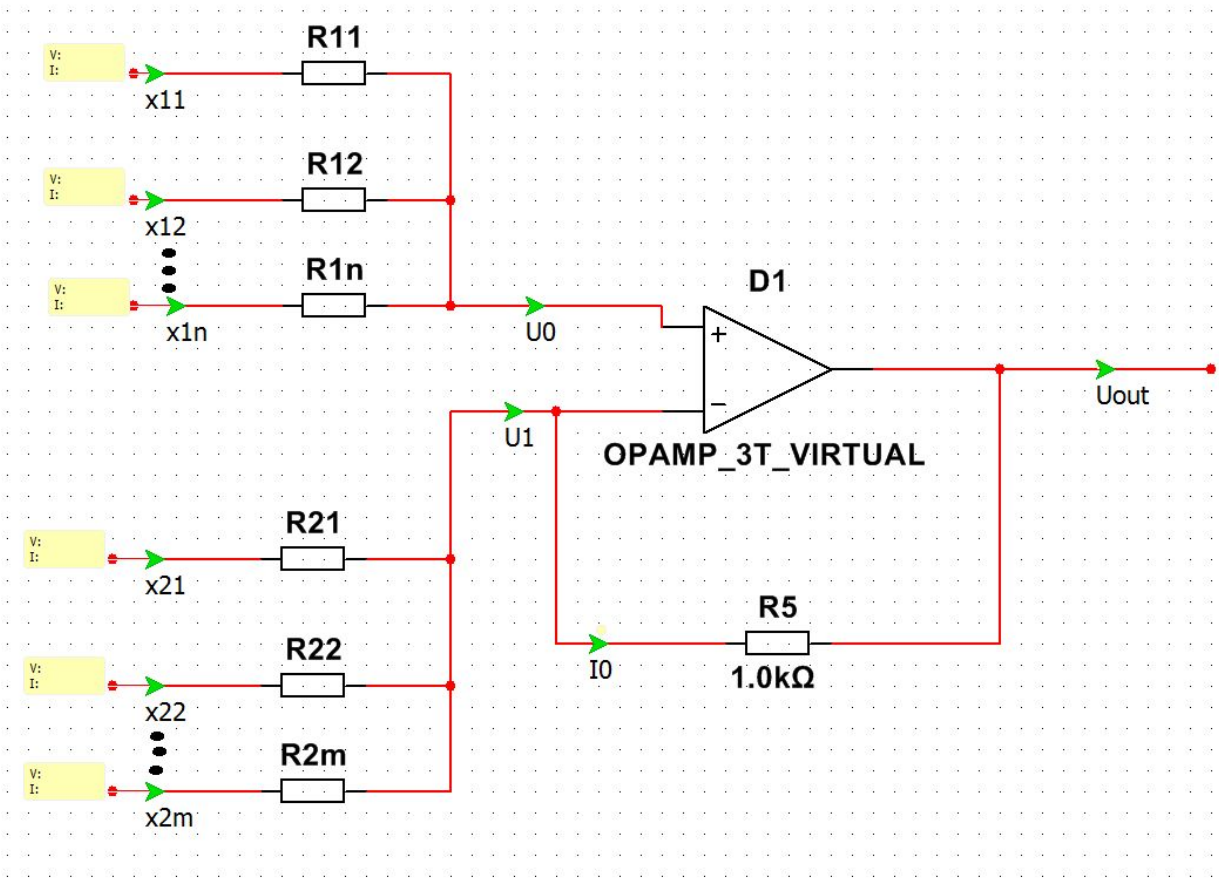 R11
V:
I:
x11
R12
V:
I:
x12
R1n
V:
I:
x1n
U0
D1
+
−
Uout
U1
OPAMP_3T_VIRTUAL
R21
V:
I:
x21
R22
V:
I:
x22
R2m
V:
I:
x2m
R5
I0
1.0kΩ